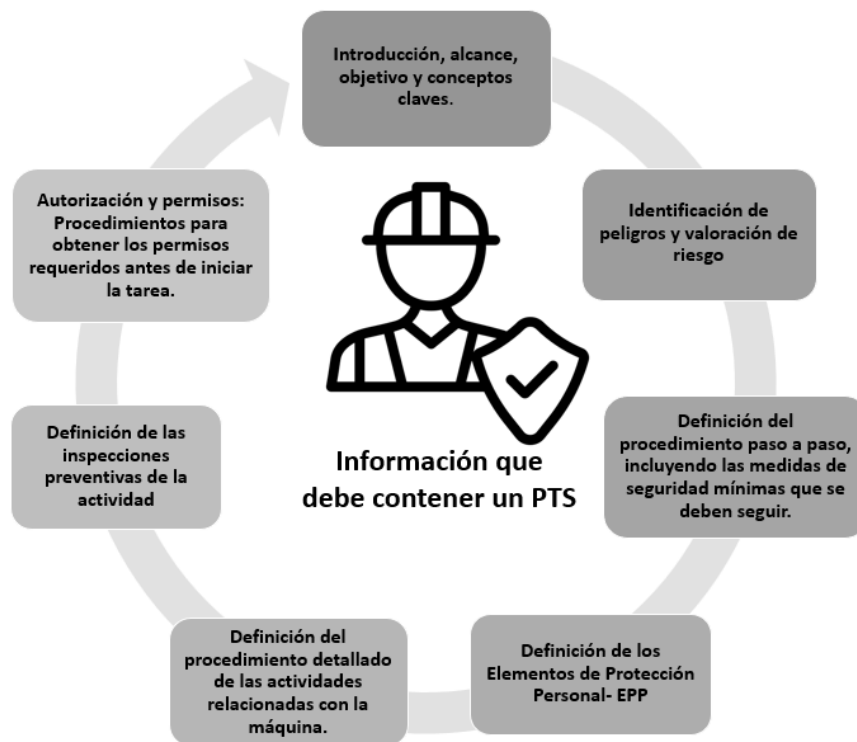 Introducción, alcance,
objetivo y conceptos
claves.
Identificación de
peligros y valoración de
riesgo
Definición del
procedimiento paso a paso,
incluyendo las medidas de
seguridad mínimas que se
deben seguir.
Definición de los
Elementos de Protección
Personal- EPP
Definición del
procedimiento detallado
de las actividades
relacionadas con la
máquina.
Definición de las
inspecciones
preventivas de la
actividad
Autorización y permisos:
Procedimientos para
obtener los permisos
requeridos antes de iniciar
la tarea.
Información que
debe contener un PTS